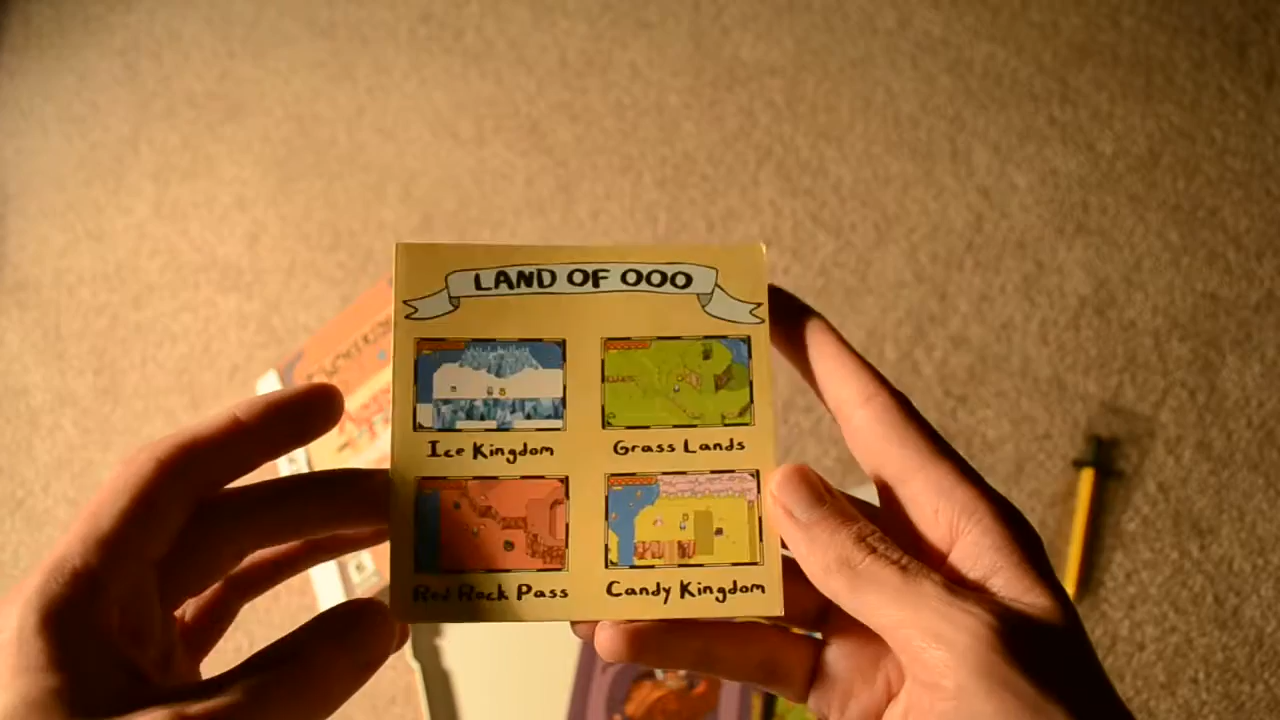 LAND OF OOO
Ice Kingdom
Grass Lands
Red Rock Pass
Candy Kingdom